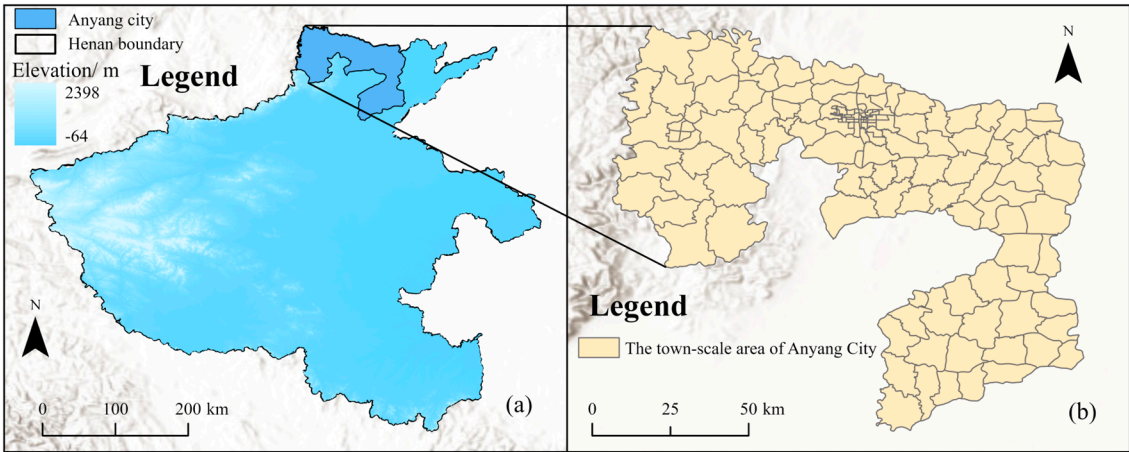 Anyang city
Henan boundary
Elevation/ m
Legend
2398
-64
N
0 100 200 km
(a)
N
Legend
The town-scale area of Anyang City
0 25 50 km
(b)